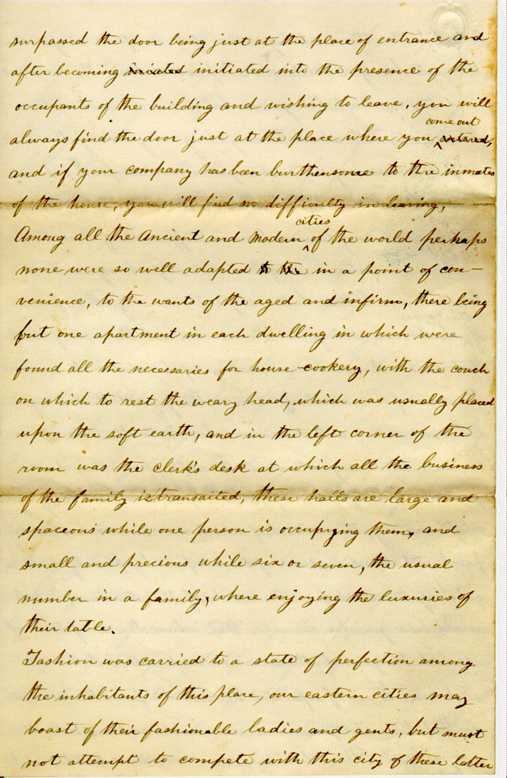 surpassed the door being just at the place of entrance and
after becoming initiated into the presence of the
occupants of the building and wishing to leave, you will
come out
always find the door just at the place where you entered,
and if your company has been burthensome to the inmates
of the house, you will find no difficulty in leaving,
cities
Among all the Ancient and Modern of the world perhaps
none were so well adapted in a point of con-
venience, to the wants of the aged and infirm, there being
but one apartment in each dwelling in which were
found all the necessaries for house-cookery, with the couch
on which to rest the weary head, which was usually placed
upon the soft earth, and in the left corner of the
room was the clerk's desk at which all the business
of the family is transacted, these halls are large and
spaceous while one person is occupying them, and
small and precious while six or seven, the usual
number in a family, where enjoying the luxuries of
their table.
Fashion was carried to a state of perfection among
the inhabitants of this place, our eastern cities may
boast of their fashionable ladies and gents, but must
not attempt to compete with this city of these latter